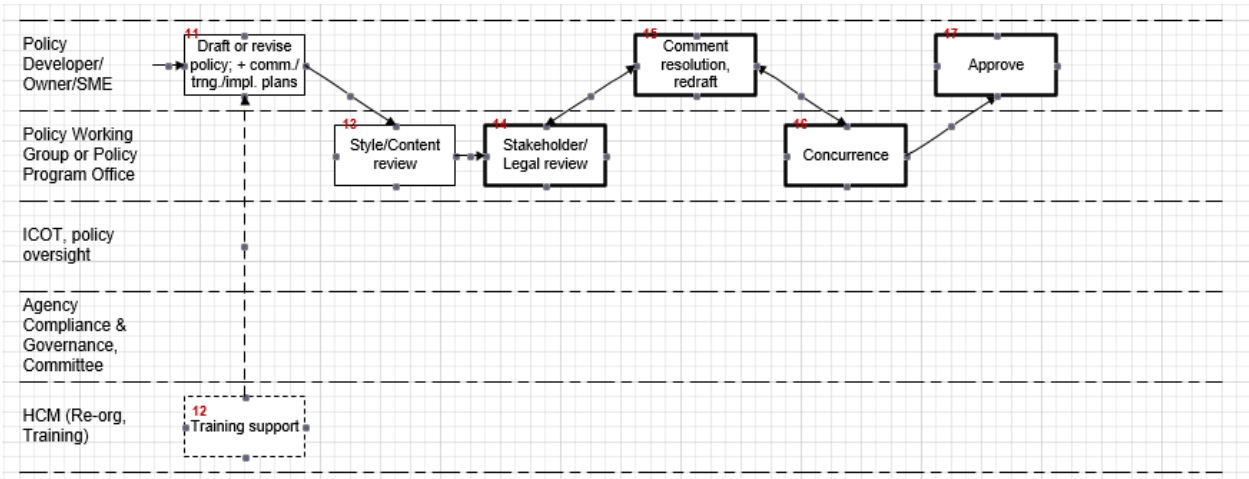 Policy
Developer/
Owner/SME
11
Draft or revise
policy; + comm./
trng./impl. plans
15
Comment
resolution,
redraft
17
Approve
Policy Working
Group or Policy
Program Office
13
Style/Content
review
14
Stakeholder/
Legal review
16
Concurrence
ICOT, policy
oversight
Agency
Compliance &
Governance,
Committee
HCM (Re-org,
Training)
12
Training support